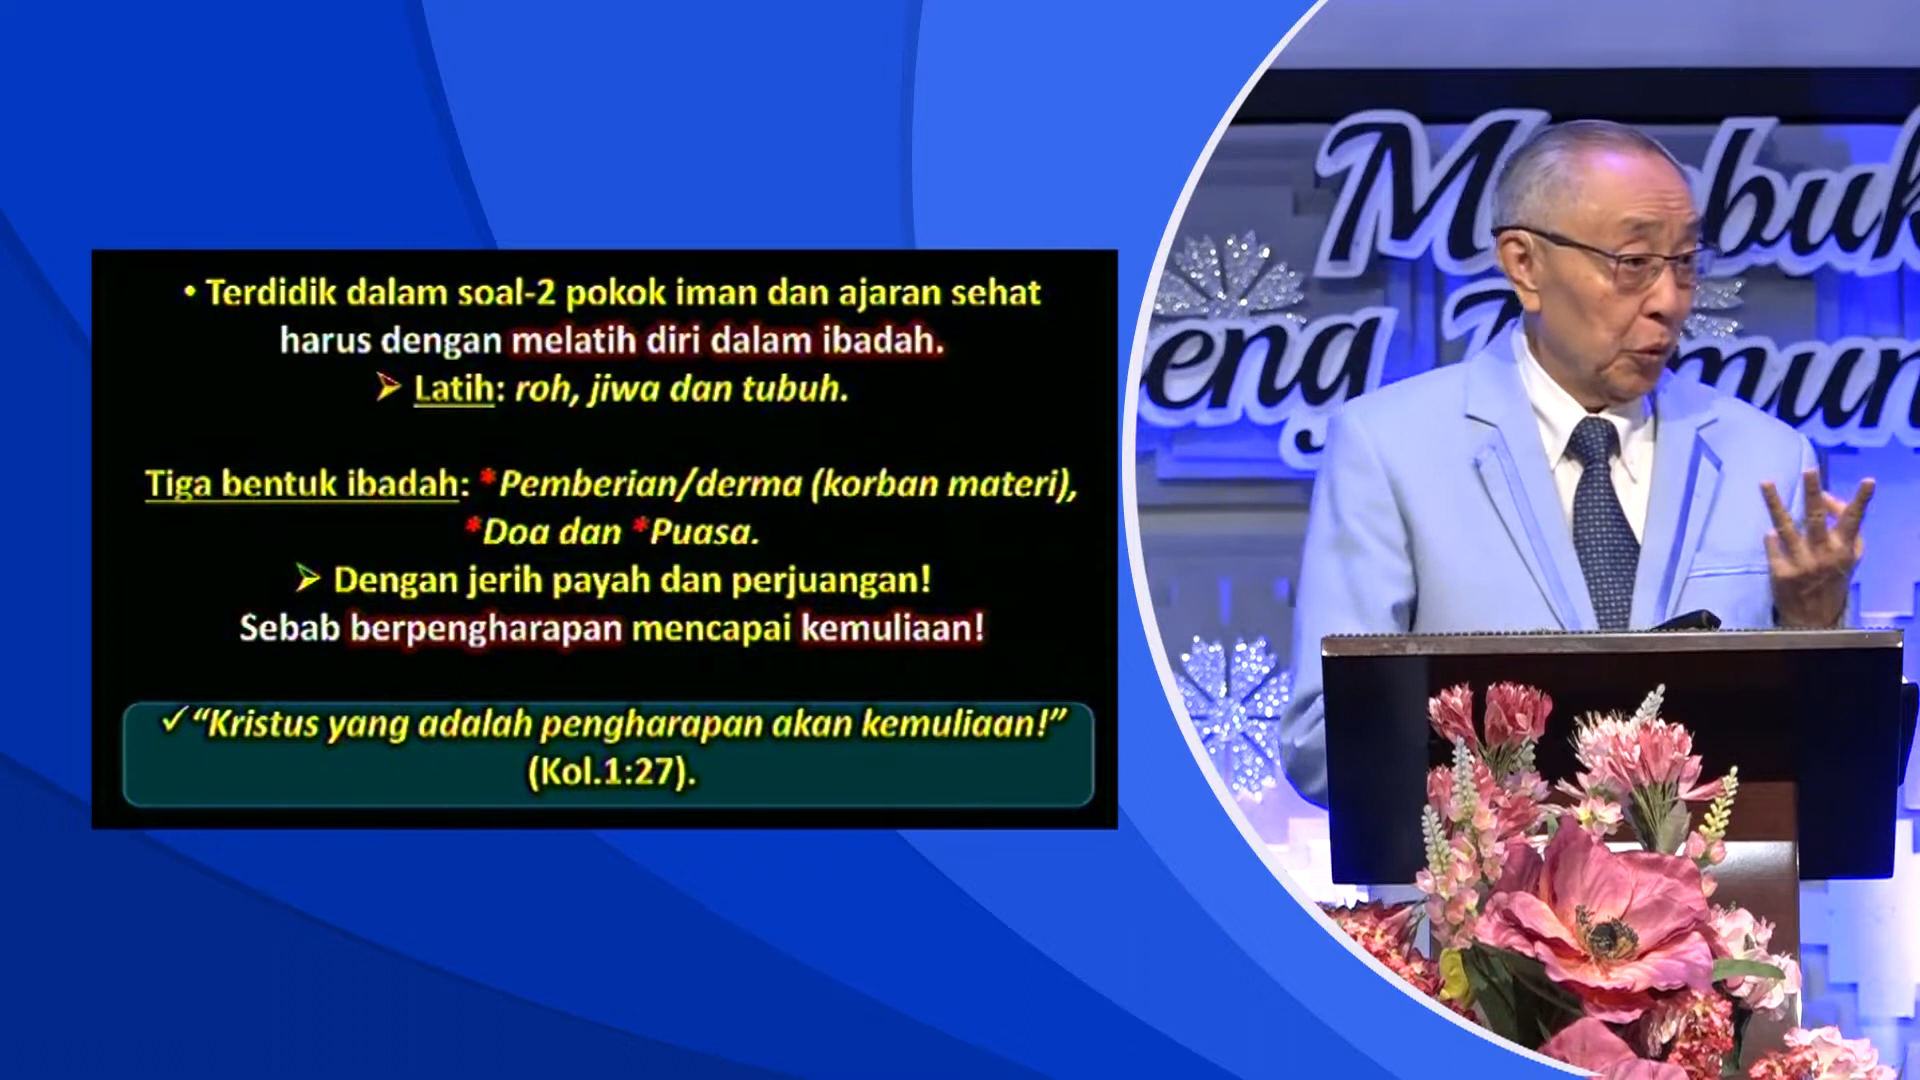 • Terdidik dalam soal-2 pokok iman dan ajaran sehat
harus dengan melatih diri dalam ibadah.
➢ Latih: roh, jiwa dan tubuh.
Tiga bentuk ibadah: *Pemberian/derma (korban materi),
*Doa dan *Puasa.
➢ Dengan jerih payah dan perjuangan!
Sebab berpengharapan mencapai kemuliaan!
✓“Kristus yang adalah pengharapan akan kemuliaan!”
(Kol.1:27).